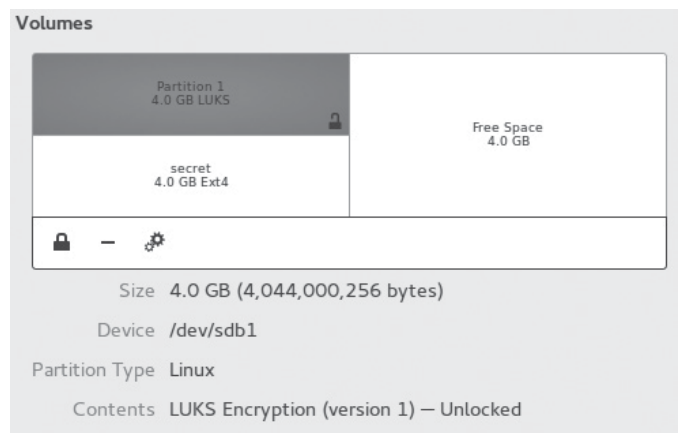 Volumes
Partition 1
4.0 GB LUKS
secret
4.0 GB Ext4
Free Space
4.0 GB
Size 4.0 GB (4,044,000,256 bytes)
Device /dev/sdb1
Partition Type Linux
Contents LUKS Encryption (version 1) — Unlocked